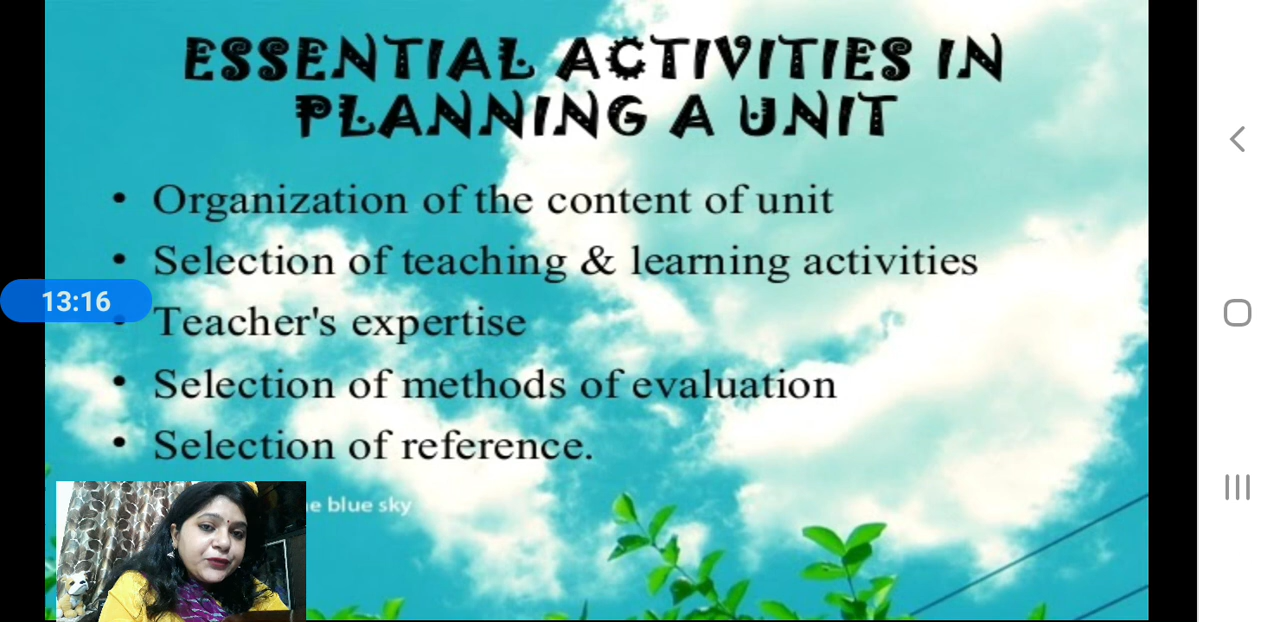 ESSENTIAL ACTIVITIES IN
PLANNING A UNIT
• Organization of the content of unit
• Selection of teaching & learning activities
13:16
• Teacher's expertise
• Selection of methods of evaluation
• Selection of reference.
blue sky